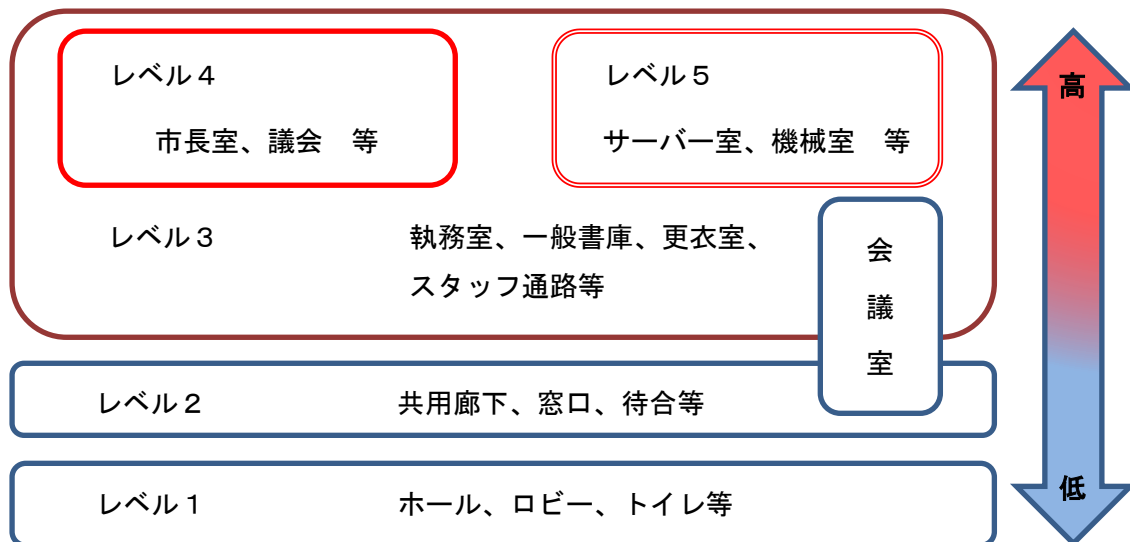 レベル４
市長室、議会　等
レベル５
サーバー室、機械室　等
レベル３
執務室、一般書庫、更衣室、
スタッフ通路等
会
議
室
レベル２
共用廊下、窓口、待合等
レベル１
ホール、ロビー、トイレ等
高
低